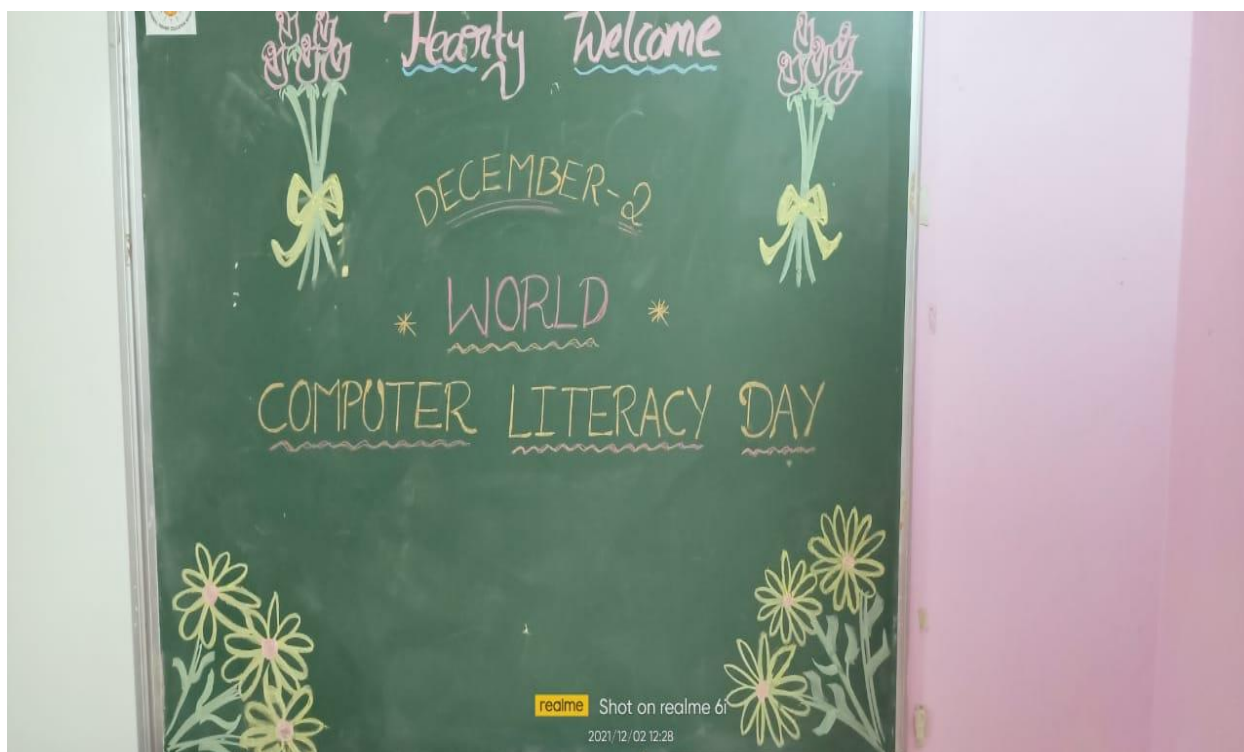 Hearty Welcome
DECEMBER-2
WORLD
COMPUTER LITERACY DAY
realme Shot on realme 6i
2021/12/02 12:28